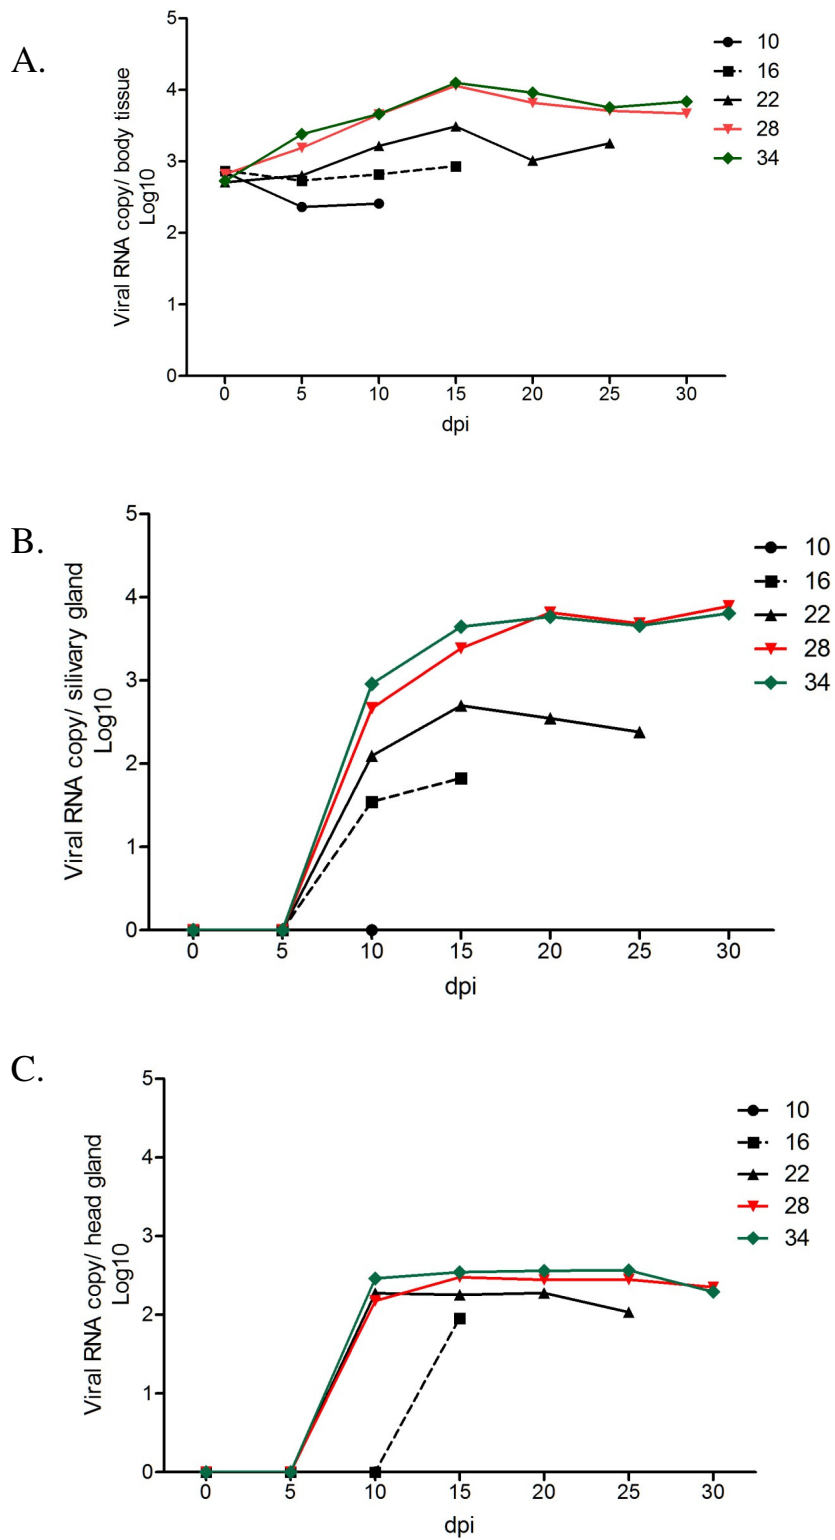 A.
Viral RNA copy/ body tissue
Log10
5
4
3
2
1
0
0 5 10 15 20 25 30
dpi
10
16
22
28
34
B.
Viral RNA copy/ silivary gland
Log10
5
4
3
2
1
0
0 5 10 15 20 25 30
dpi
10
16
22
28
34
C.
Viral RNA copy/ head gland
Log10
5
4
3
2
1
0
0 5 10 15 20 25 30
dpi
10
16
22
28
34